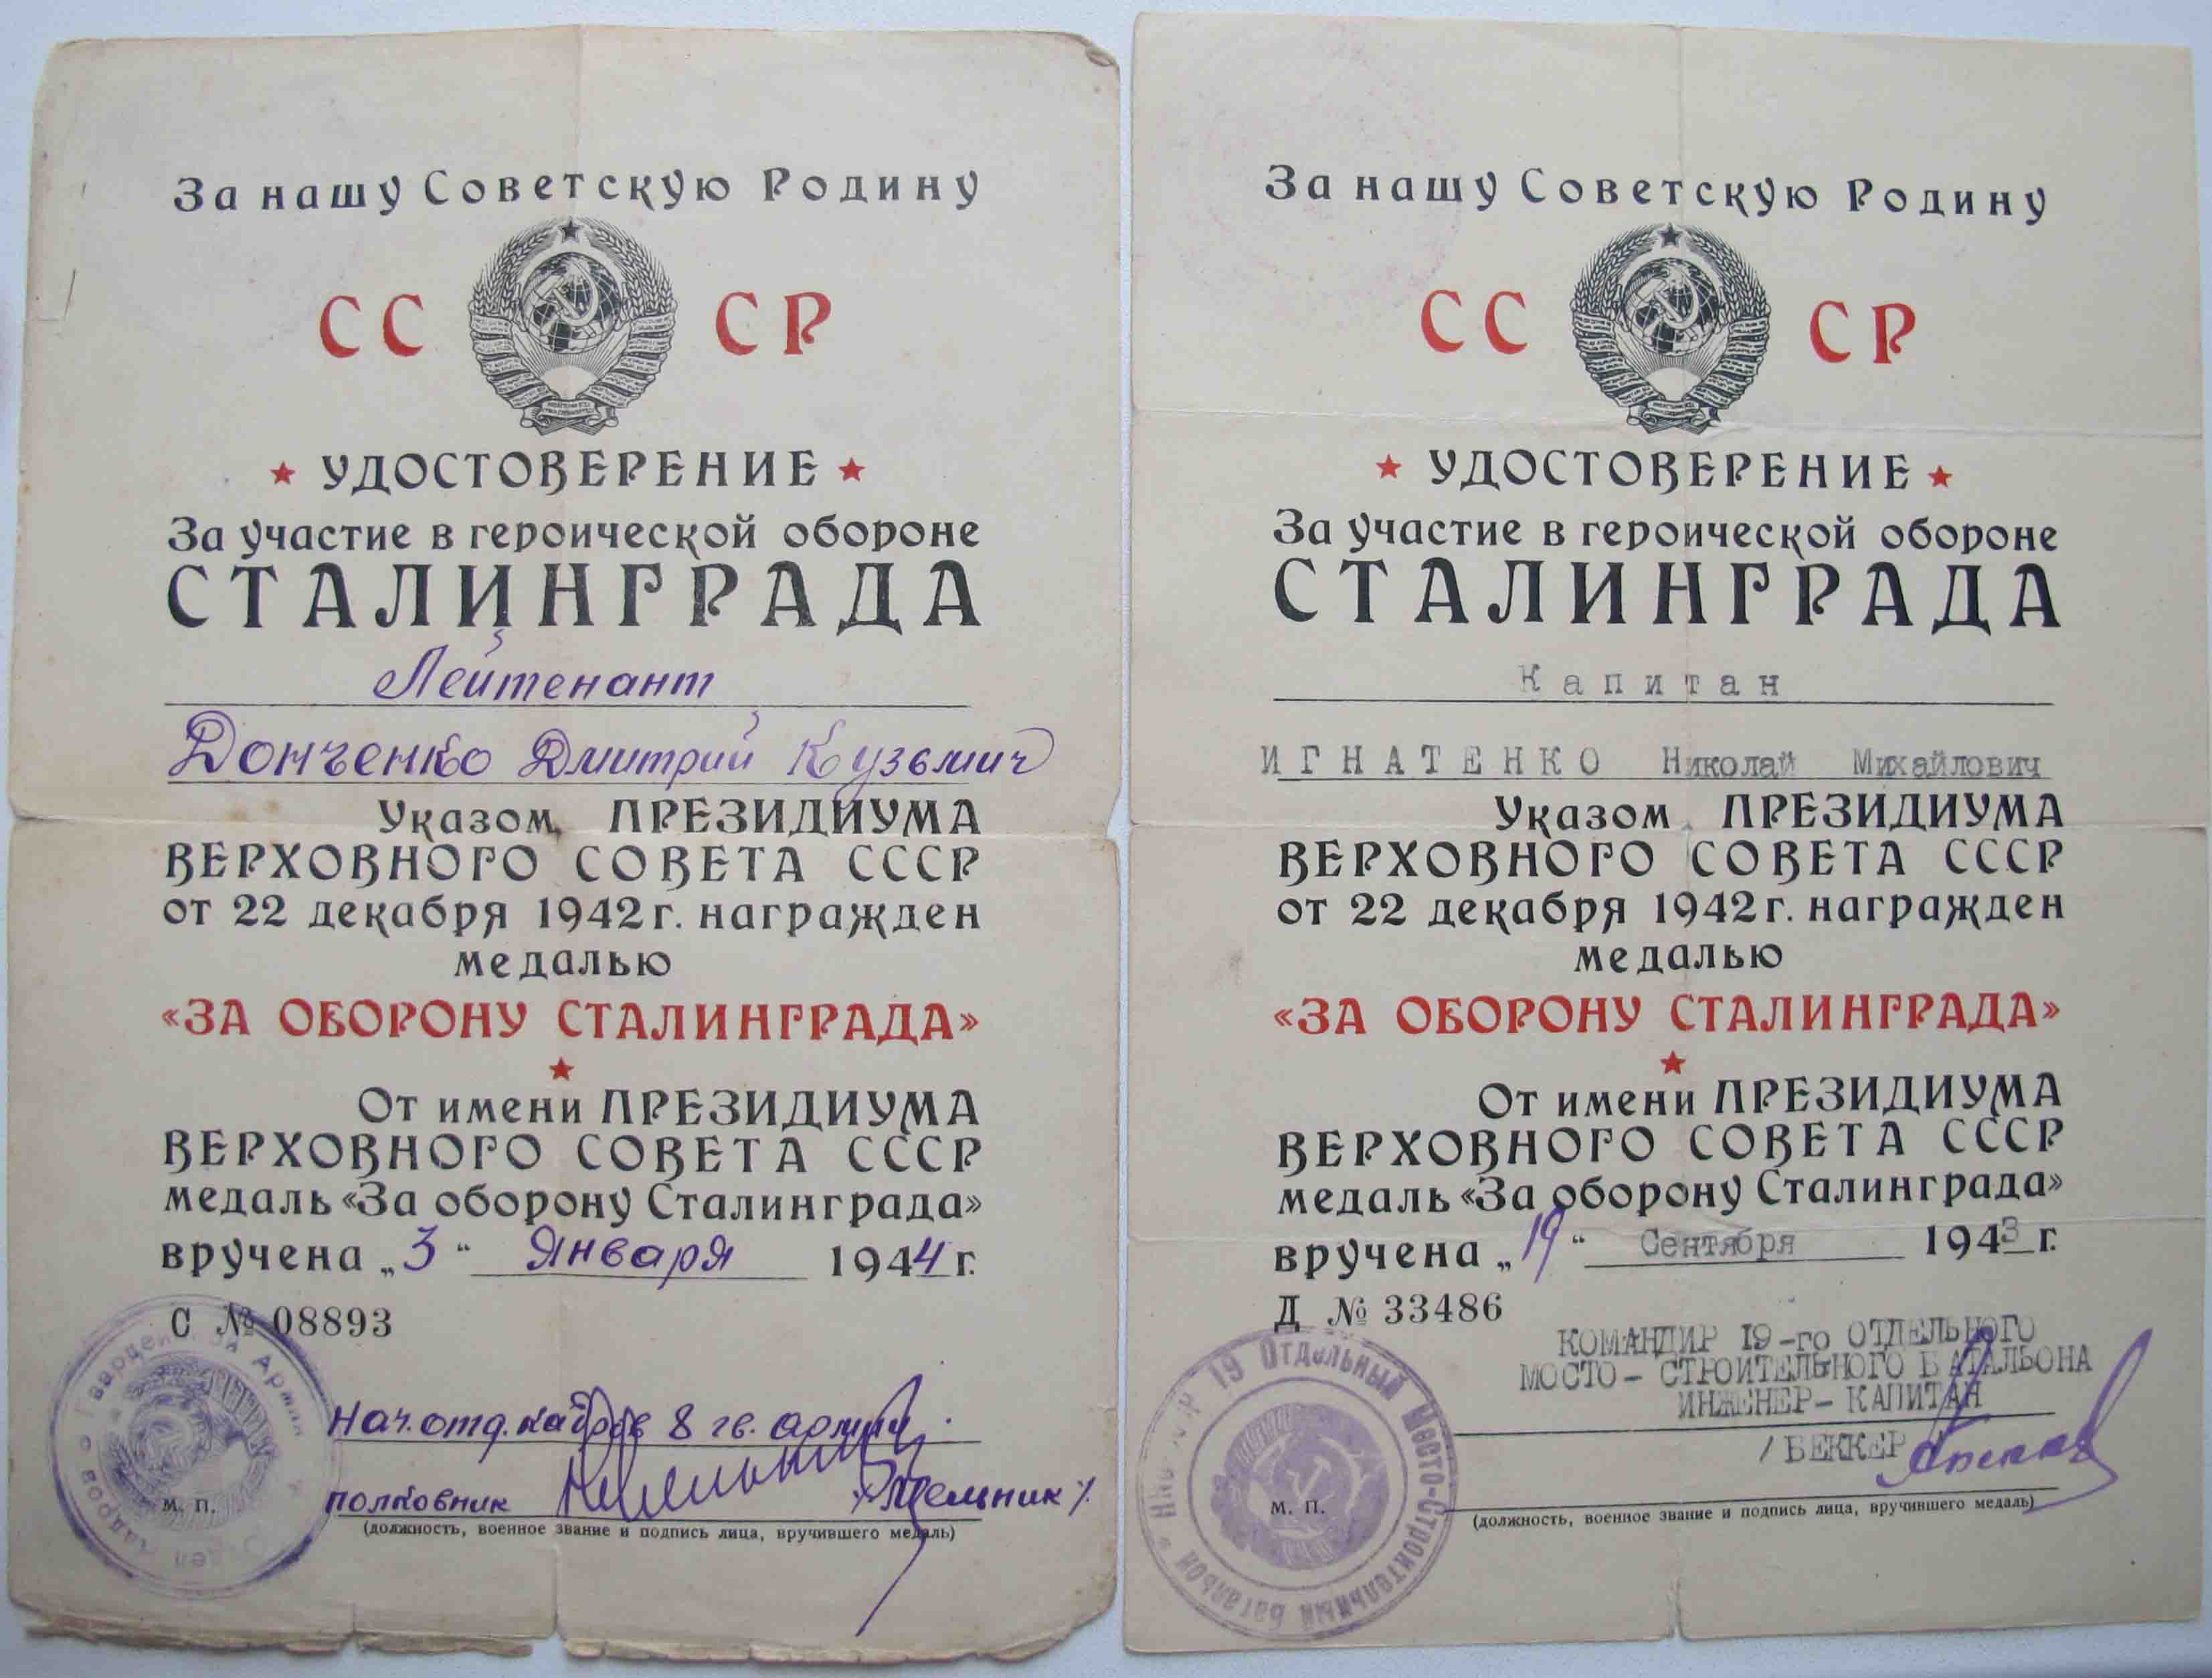 За нашу Советскую Родину
СС СР
★ УДОСТОВЕРЕНИЕ ★
За участие в героической обороне
СТАЛИНГРАДА
Лейтенант
Донченко Дмитрий Кузьмич
Указом ПРЕЗИДИУМА
ВЕРХОВНОГО СОВЕТА СССР
от 22 декабря 1942 г. награжден
медалью
«ЗА ОБОРОНУ СТАЛИНГРАДА»
★
От имени ПРЕЗИДИУМА
ВЕРХОВНОГО СОВЕТА СССР
медаль «За оборону Сталинграда»
вручена „3“ Января 1944 г.
С № 08893
Нач. отд. кадров 8 гв. армии
полковник /Мельник/
М. П.
(должность, военное звание и подпись лица, вручившего медаль)
За нашу Советскую Родину
СС СР
★ УДОСТОВЕРЕНИЕ ★
За участие в героической обороне
СТАЛИНГРАДА
Капитан
ИГНАТЕНКО Николай Михайлович
Указом ПРЕЗИДИУМА
ВЕРХОВНОГО СОВЕТА СССР
от 22 декабря 1942 г. награжден
медалью
«ЗА ОБОРОНУ СТАЛИНГРАДА»
★
От имени ПРЕЗИДИУМА
ВЕРХОВНОГО СОВЕТА СССР
медаль «За оборону Сталинграда»
вручена „19“ Сентября 1943 г.
Д № 33486
КОМАНДИР 19-го ОТДЕЛЬНОГО
МОСТО-СТРОИТЕЛЬНОГО БАТАЛЬОНА
ИНЖЕНЕР-КАПИТАН
/БЕККЕР
19 Отдельный Мосто-Строительный Батальон
М. П.
(должность, военное звание и подпись лица, вручившего медаль)